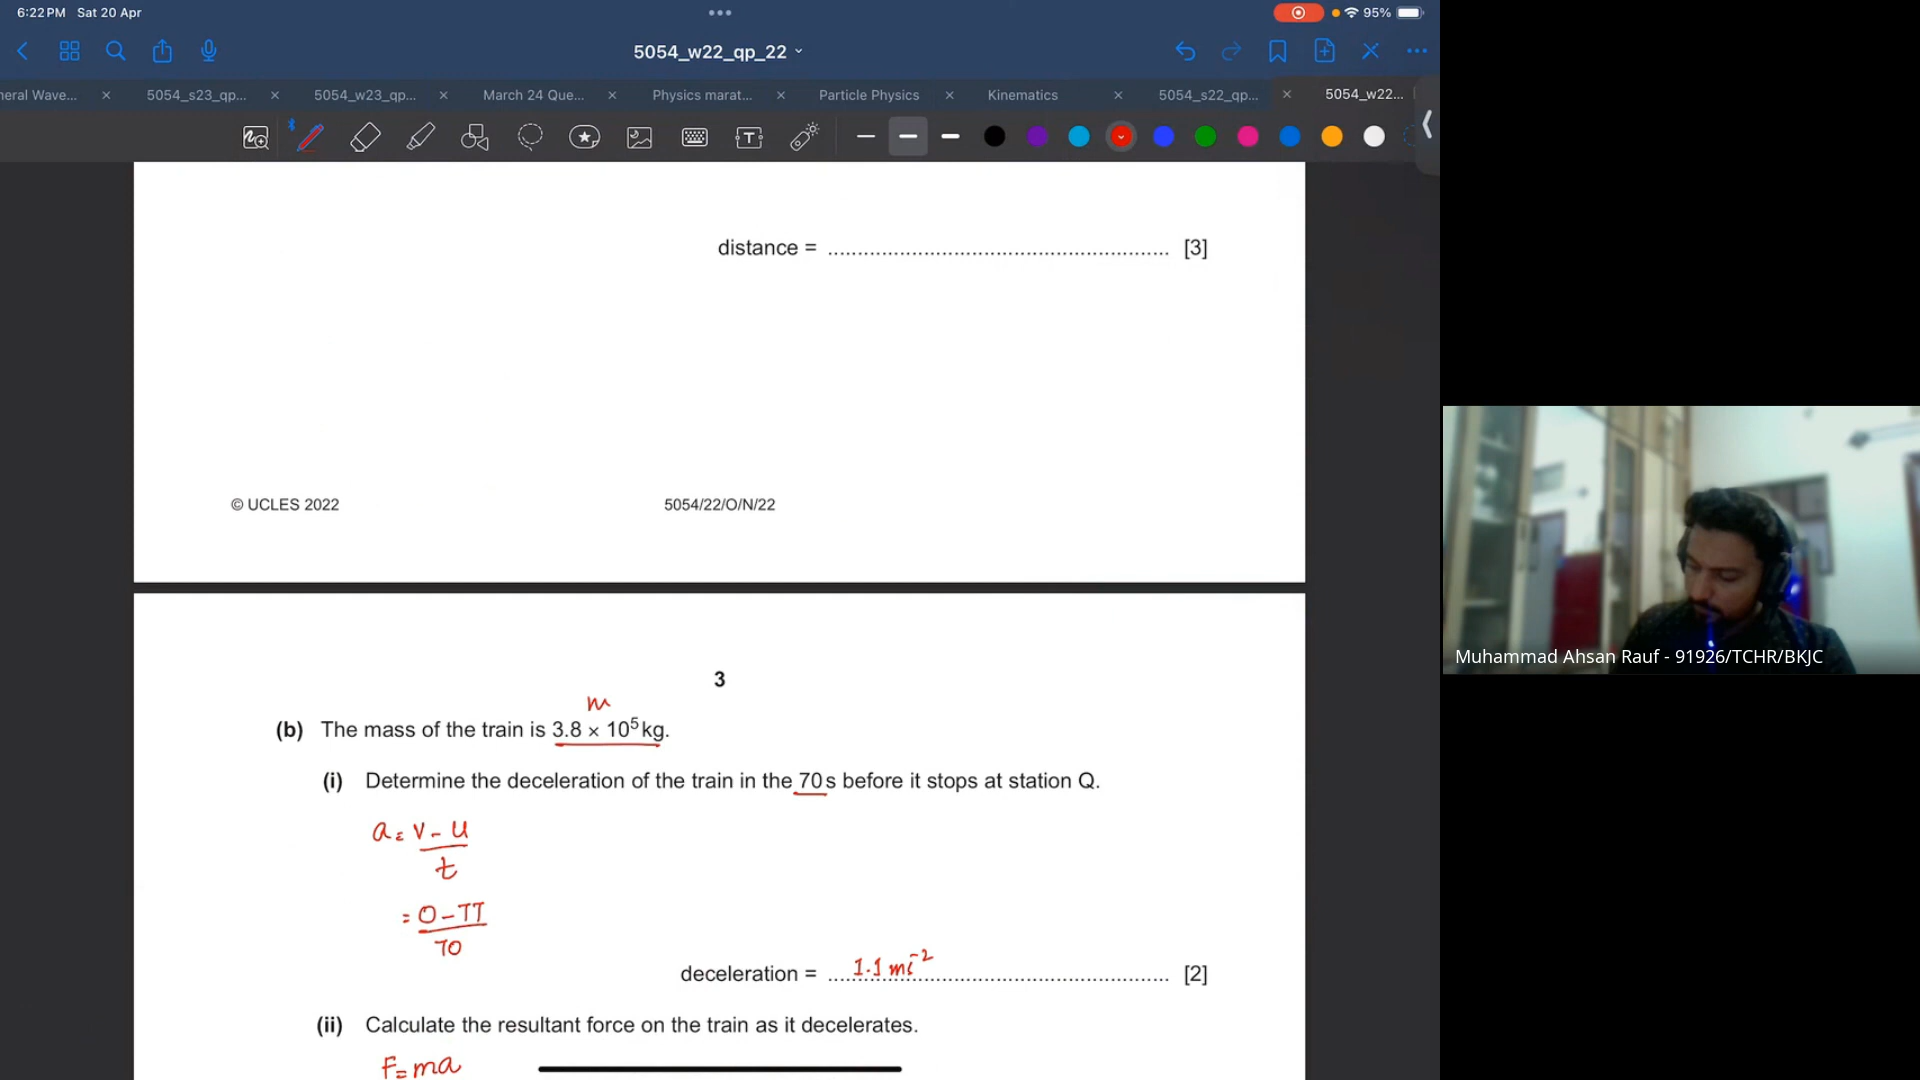 6:22 PM Sat 20 Apr
95%
5054_w22_qp_22
neral Wave...
5054_s23_qp...
5054_w23_qp...
March 24 Que...
Physics marat...
Particle Physics
Kinematics
5054_s22_qp...
5054_w22...
distance = ........................................................ [3]
© UCLES 2022
5054/22/O/N/22
3
m
(b) The mass of the train is 3.8 × 10⁵ kg.
(i) Determine the deceleration of the train in the 70 s before it stops at station Q.
a = v - u
t
= 0 - 77
70
deceleration = 1.1 ms⁻² [2]
(ii) Calculate the resultant force on the train as it decelerates.
F = ma
Muhammad Ahsan Rauf - 91926/TCHR/BKJC